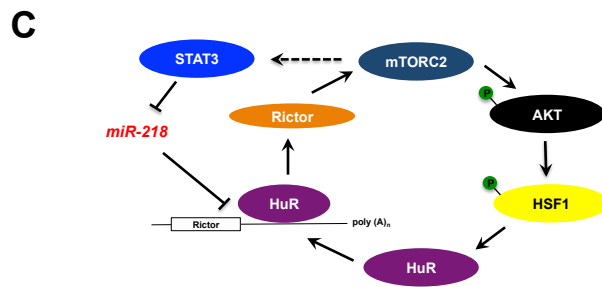 C
STAT3
mTORC2
P
miR-218
Rictor
AKT
P
HuR
HSF1
Rictor
poly (A)n
HuR